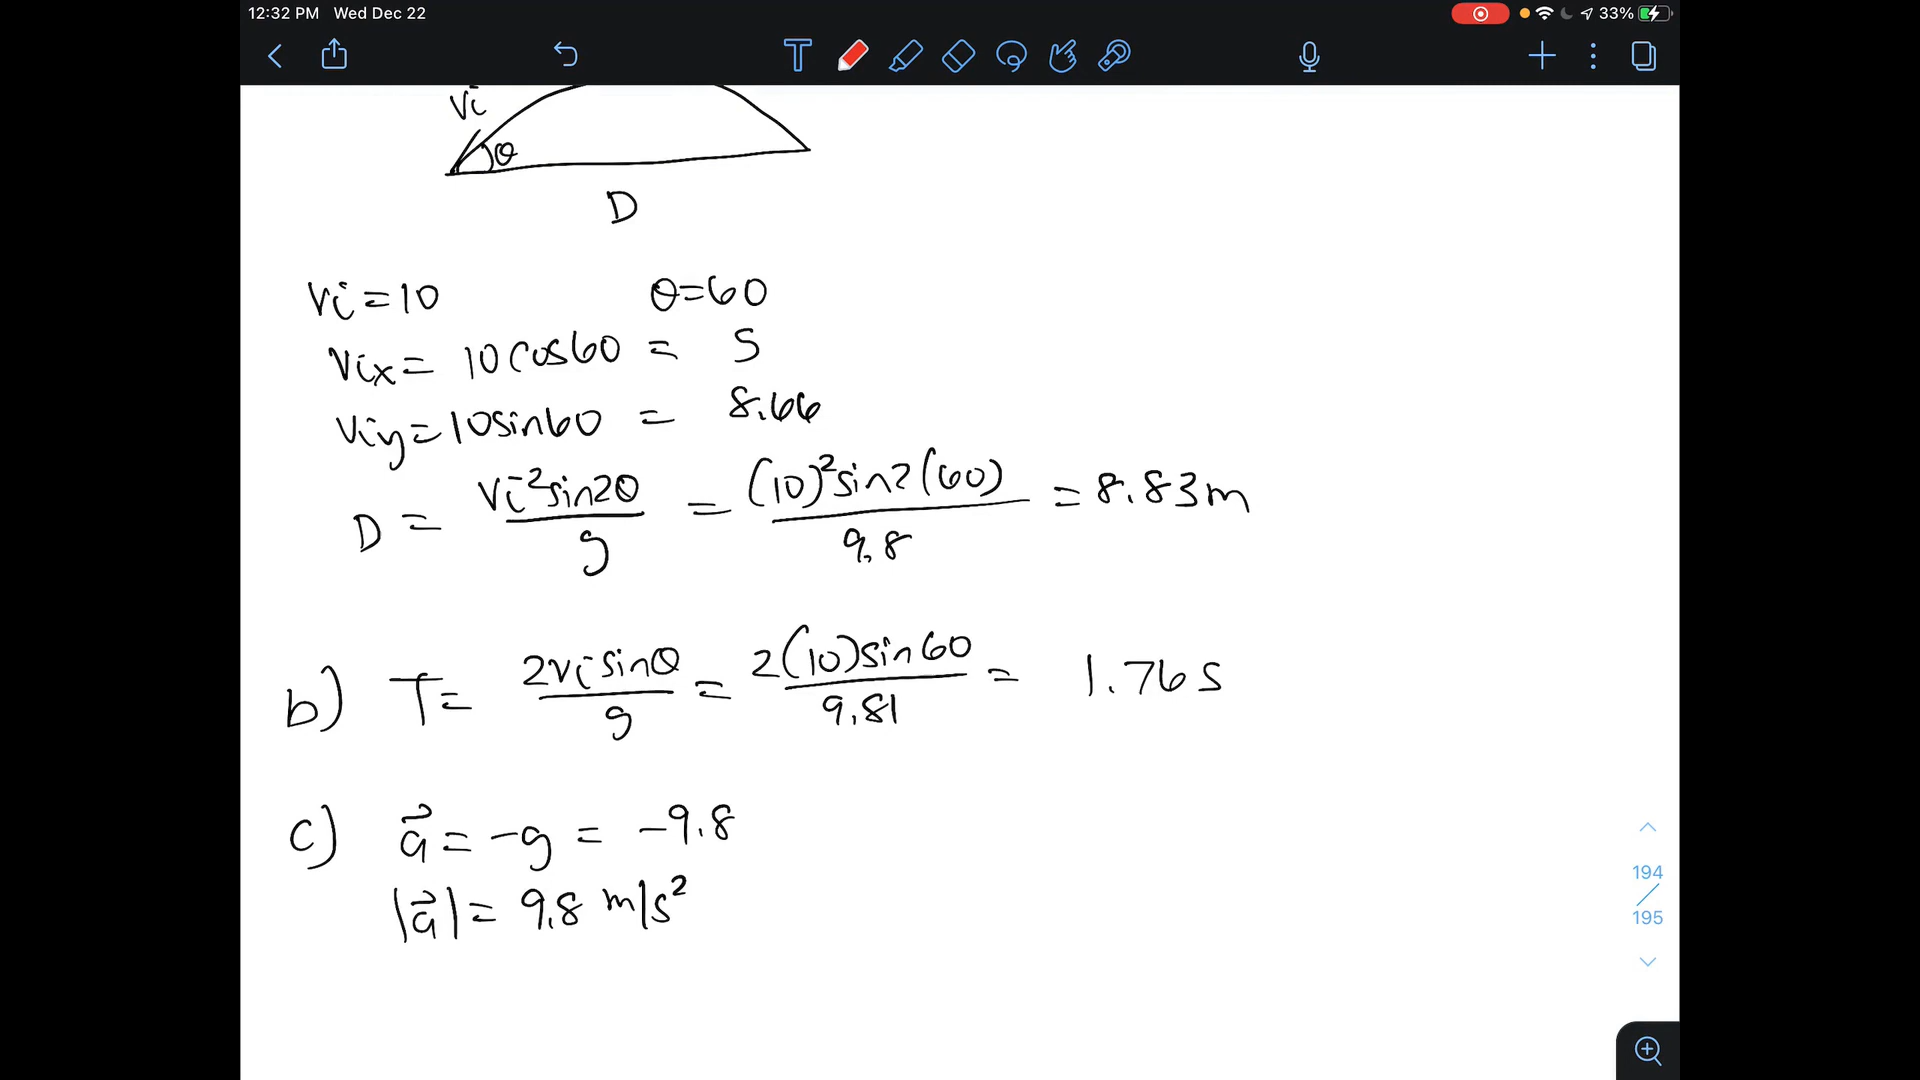 12:32 PM Wed Dec 22
33%
T
vi
θ
D
vi=10 θ=60
vix= 10cos60 = 5
viy=10sin60 = 8.66
D = vi²sin2θ/g = (10)²sin2(60)/9.8 = 8.83m
b) T= 2visinθ/g = 2(10)sin60/9.81 = 1.76s
c) a⃗ = -g = -9.8
|a⃗| = 9.8 m/s²
194
/
195